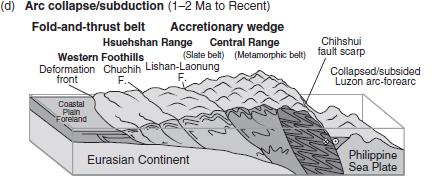 (d) Arc collapse/subduction (1–2 Ma to Recent)
Fold-and-thrust belt Accretionary wedge
Hsuehshan Range Central Range
Western Foothills (Slate belt) (Metamorphic belt)
Deformation front
Chuchih F.
Lishan-Laonung F.
Chihshui fault scarp
Collapsed/subsided Luzon arc-forearc
Coastal
Plain
Foreland
Eurasian Continent
Philippine
Sea Plate